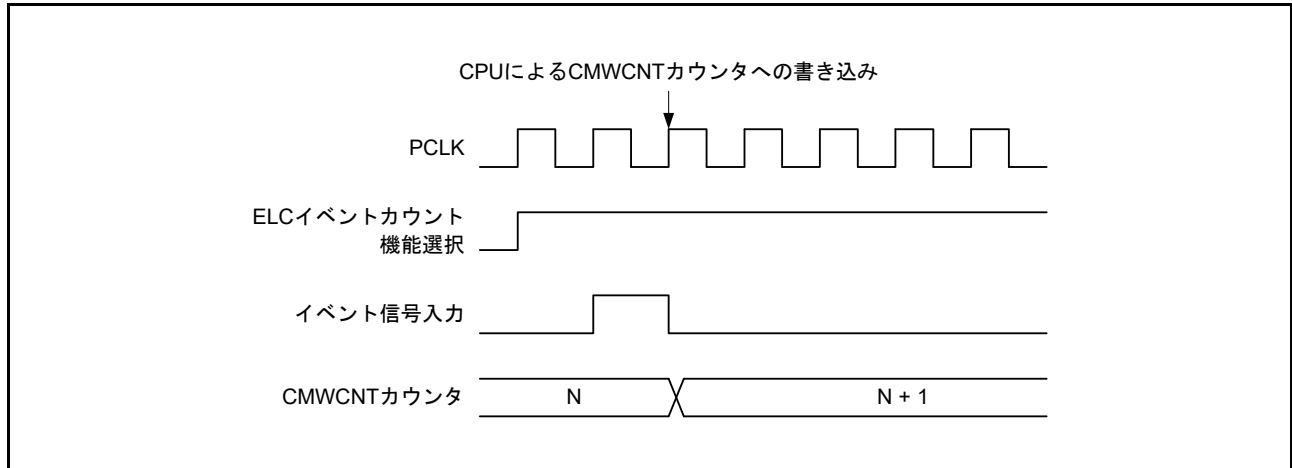 CPUによるCMWCNTカウンタへの書き込み
PCLK
ELCイベントカウント
機能選択
イベント信号入力
CMWCNTカウンタ
N
N + 1